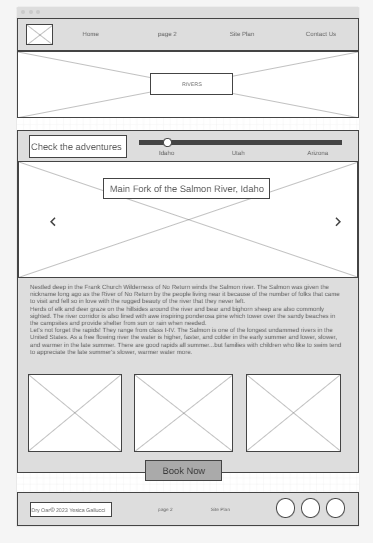 Home page 2 Site Plan Contact Us
RIVERS
Check the adventures
Idaho Utah Arizona
Main Fork of the Salmon River, Idaho
Nestled deep in the Frank Church Wilderness of No Return winds the Salmon river. The Salmon was given the
nickname long ago as the River of No Return by the people living near it because of the number of folks that came
to visit and fell so in love with the rugged beauty of the river that they never left.
Herds of elk and deer graze on the hillsides around the river and bear and bighorn sheep are also commonly
sighted. The river corridor is also lined with awe inspiring ponderosa pine which tower over the sandy beaches in
the campsites and provide shelter from sun or rain when needed.
Let's not forget the rapids! They range from class I-IV. The Salmon is one of the longest undammed rivers in the
United States. As a free flowing river the water is higher, faster, and colder in the early summer and lower, slower,
and warmer in the late summer. There are good rapids all summer...but families with children who like to swim tend
to appreciate the late summer's slower, warmer water more.
Book Now
Dry Oar© 2022 Yesica Gallucci page 2 Site Plan